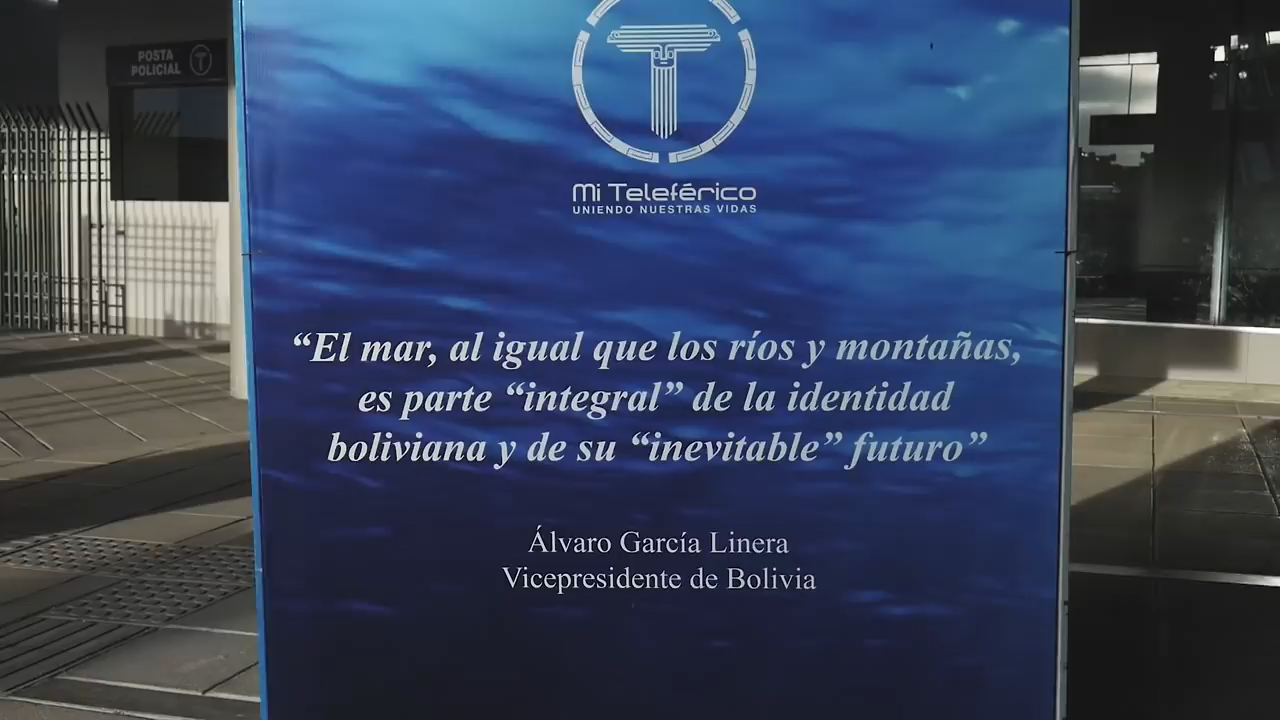 POSTA
POLICIAL
Mi Teleférico
UNIENDO NUESTRAS VIDAS
“El mar, al igual que los ríos y montañas,
es parte “integral” de la identidad
boliviana y de su “inevitable” futuro”
Álvaro García Linera
Vicepresidente de Bolivia